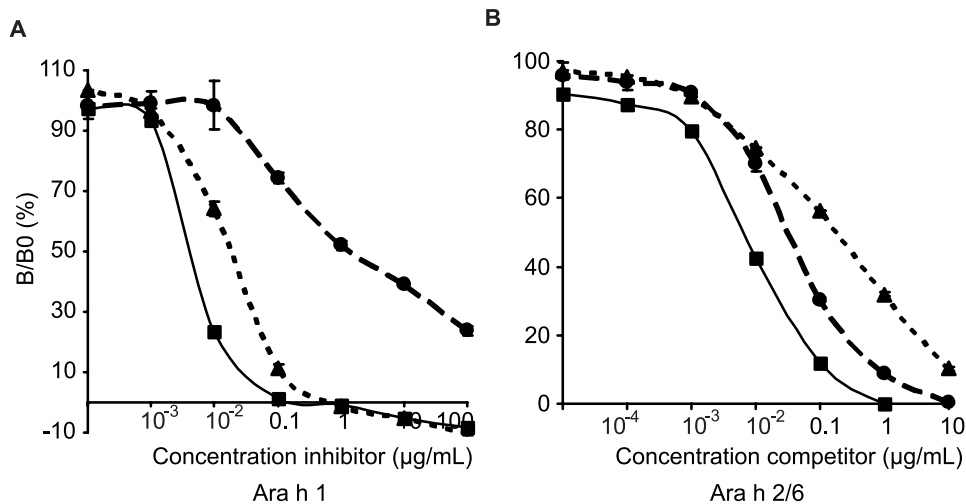 A
110
90
70
50
30
10
-10
B/B0 (%)
10⁻³ 10⁻² 0.1 1 10 100
Concentration inhibitor (µg/mL)
Ara h 1
B
100
80
60
40
20
0
10⁻⁴ 10⁻³ 10⁻² 0.1 1 10
Concentration competitor (µg/mL)
Ara h 2/6